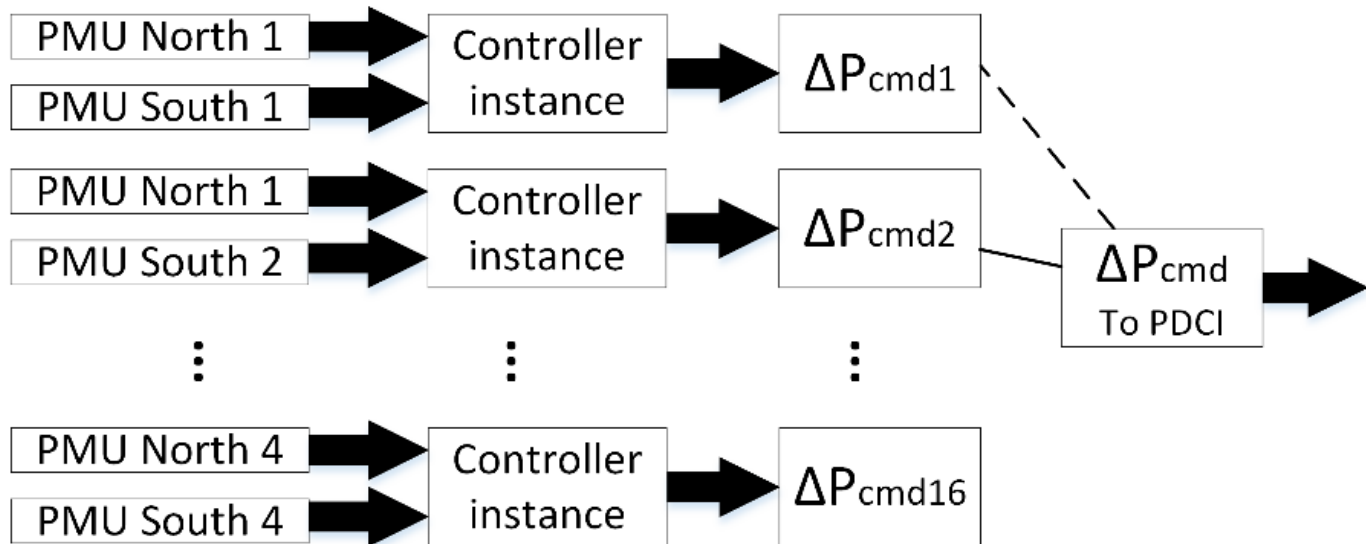 PMU North 1
PMU South 1
Controller
instance
ΔPcmd1
PMU North 1
PMU South 2
Controller
instance
ΔPcmd2
ΔPcmd
To PDCI
PMU North 4
PMU South 4
Controller
instance
ΔPcmd16